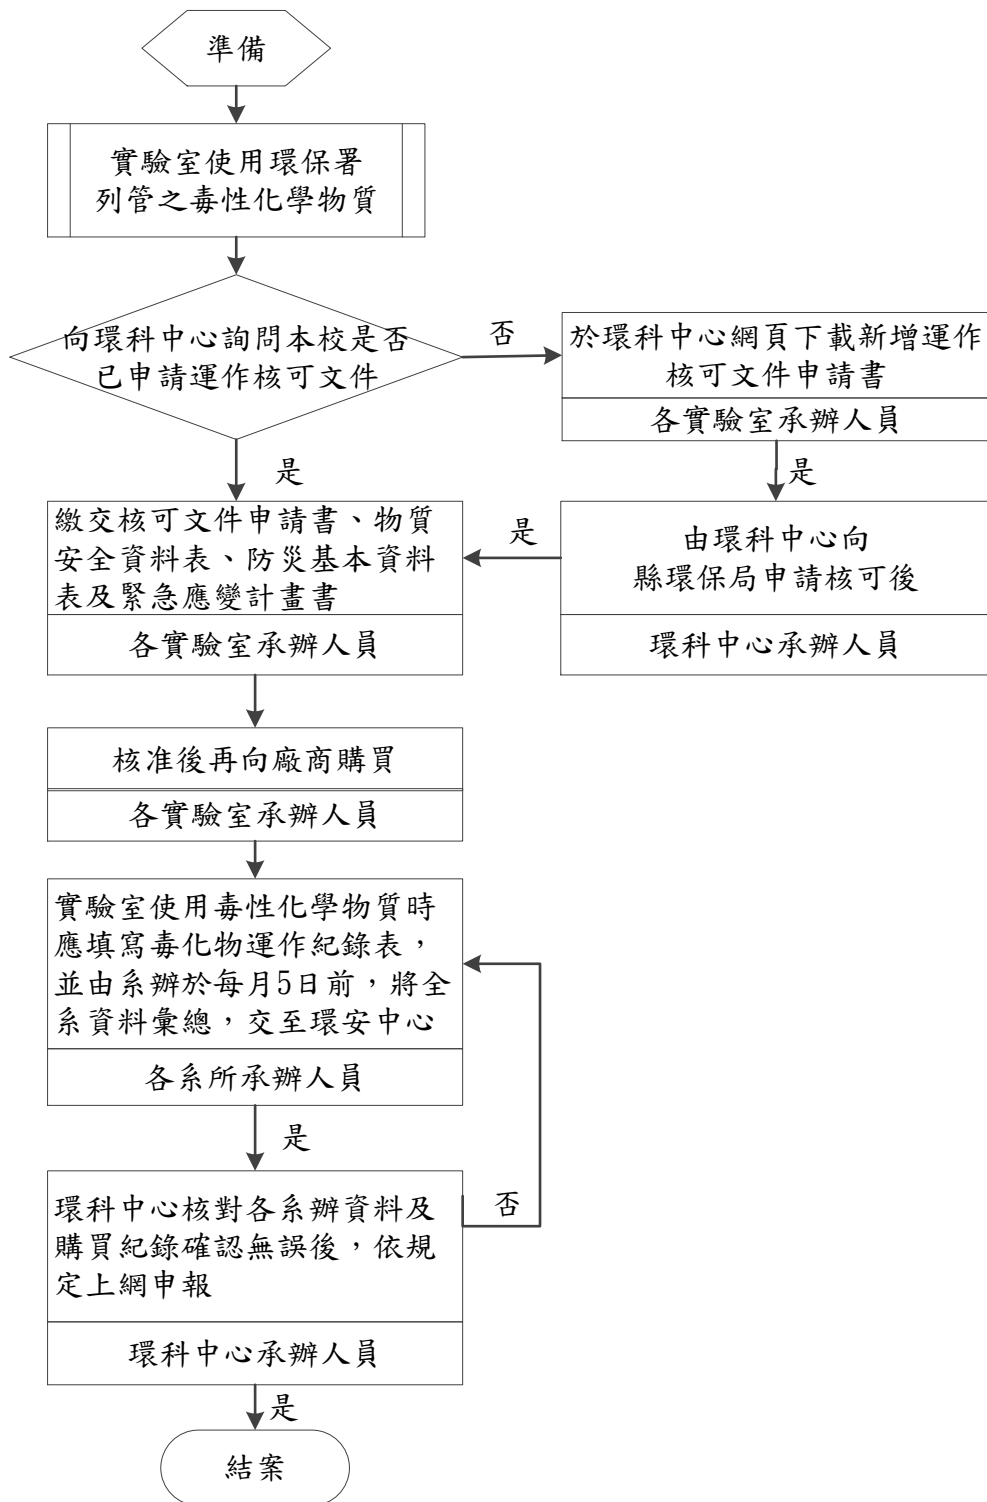 準備
實驗室使用環保署
列管之毒性化學物質
向環科中心詢問本校是否
已申請運作核可文件
否
於環科中心網頁下載新增運作
核可文件申請書
各實驗室承辦人員
是
是
繳交核可文件申請書、物質
安全資料表、防災基本資料
表及緊急應變計畫書
各實驗室承辦人員
是
由環科中心向
縣環保局申請核可後
環科中心承辦人員
核准後再向廠商購買
各實驗室承辦人員
實驗室使用毒性化學物質時
應填寫毒化物運作紀錄表，
並由系辦於每月5日前，將全
系資料彙總，交至環安中心
各系所承辦人員
是
環科中心核對各系辦資料及
購買紀錄確認無誤後，依規
定上網申報
否
環科中心承辦人員
是
結案